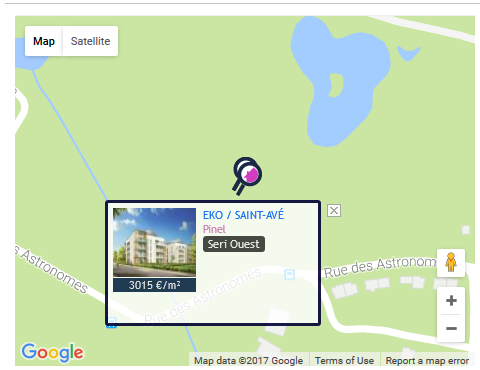 Map Satellite
EKO / SAINT-AVÉ
Pinel
Seri Ouest
3015 €/m²
Rue des Astronomes
Rue des Astronomes
Astronomes
Google
Map data ©2017 Google Terms of Use Report a map error